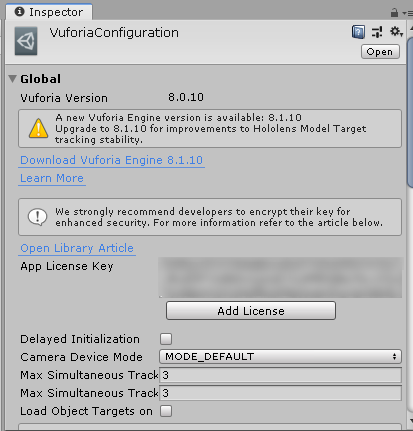 Inspector
VuforiaConfiguration
Open
Global
Vuforia Version 8.0.10
A new Vuforia Engine version is available: 8.1.10
Upgrade to 8.1.10 for improvements to Hololens Model Target
tracking stability.
Download Vuforia Engine 8.1.10
Learn More
We strongly recommend developers to encrypt their key for
enhanced security. For more information refer to the article below.
Open Library Article
App License Key
Add License
Delayed Initialization
Camera Device Mode MODE_DEFAULT
Max Simultaneous Track 3
Max Simultaneous Track 3
Load Object Targets on